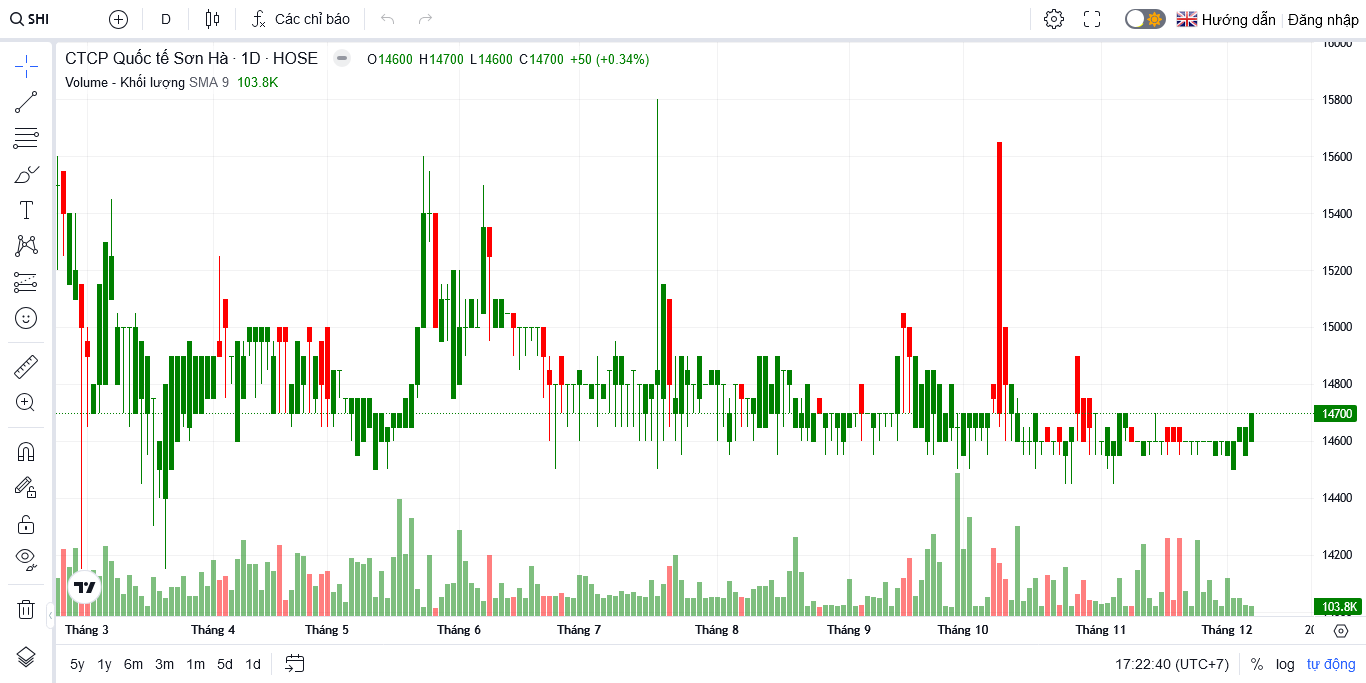 SHI D Các chỉ báo Hướng dẫn Đăng nhập
CTCP Quốc tế Sơn Hà · 1D · HOSE O14600 H14700 L14600 C14700 +50 (+0.34%)
Volume - Khối lượng SMA 9 103.8K
16000
15800
15600
15400
15200
15000
14800
14700
14600
14400
14200
103.8K
Tháng 3 Tháng 4 Tháng 5 Tháng 6 Tháng 7 Tháng 8 Tháng 9 Tháng 10 Tháng 11 Tháng 12
5y 1y 6m 3m 1m 5d 1d 17:22:40 (UTC+7) % log tự động